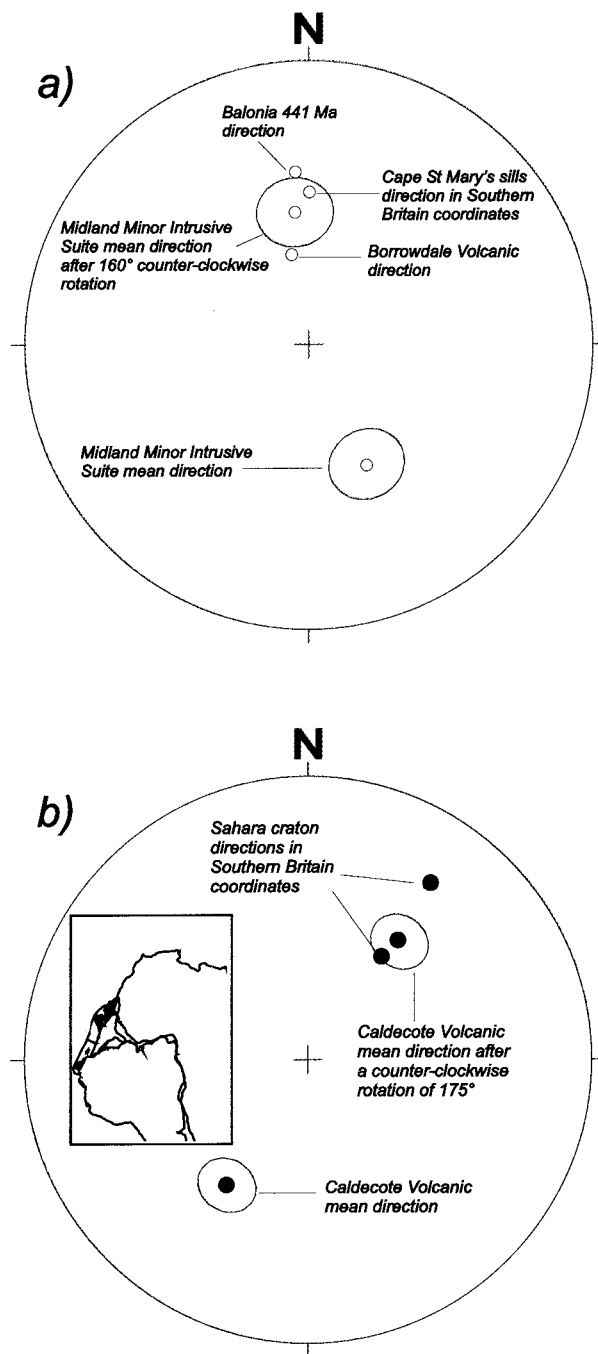 N
a)
Balonia 441 Ma
direction
Cape St Mary's sills
direction in Southern
Britain coordinates
Midland Minor Intrusive
Suite mean direction
after 160° counter-clockwise
rotation
Borrowdale Volcanic
direction
Midland Minor Intrusive
Suite mean direction
N
b)
Sahara craton
directions in
Southern Britain
coordinates
Caldecote Volcanic
mean direction after
a counter-clockwise
rotation of 175°
Caldecote Volcanic
mean direction